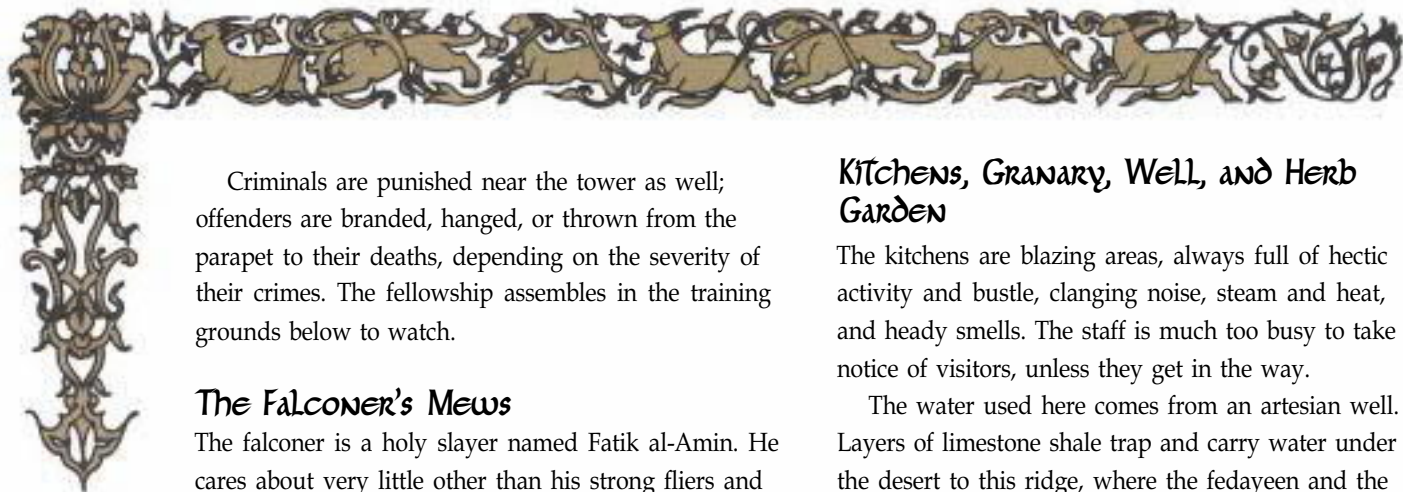 Criminals are punished near the tower as well;
offenders are branded, hanged, or thrown from the
parapet to their deaths, depending on the severity of
their crimes. The fellowship assembles in the training
grounds below to watch.
The Falconer's Mews
The falconer is a holy slayer named Fatik al-Amin. He
cares about very little other than his strong fliers and
Kitchens, Granary, Well, and Herb
Garden
The kitchens are blazing areas, always full of hectic
activity and bustle, clanging noise, steam and heat,
and heady smells. The staff is much too busy to take
notice of visitors, unless they get in the way.
The water used here comes from an artesian well.
Layers of limestone shale trap and carry water under
the desert to this ridge, where the fedayeen and the